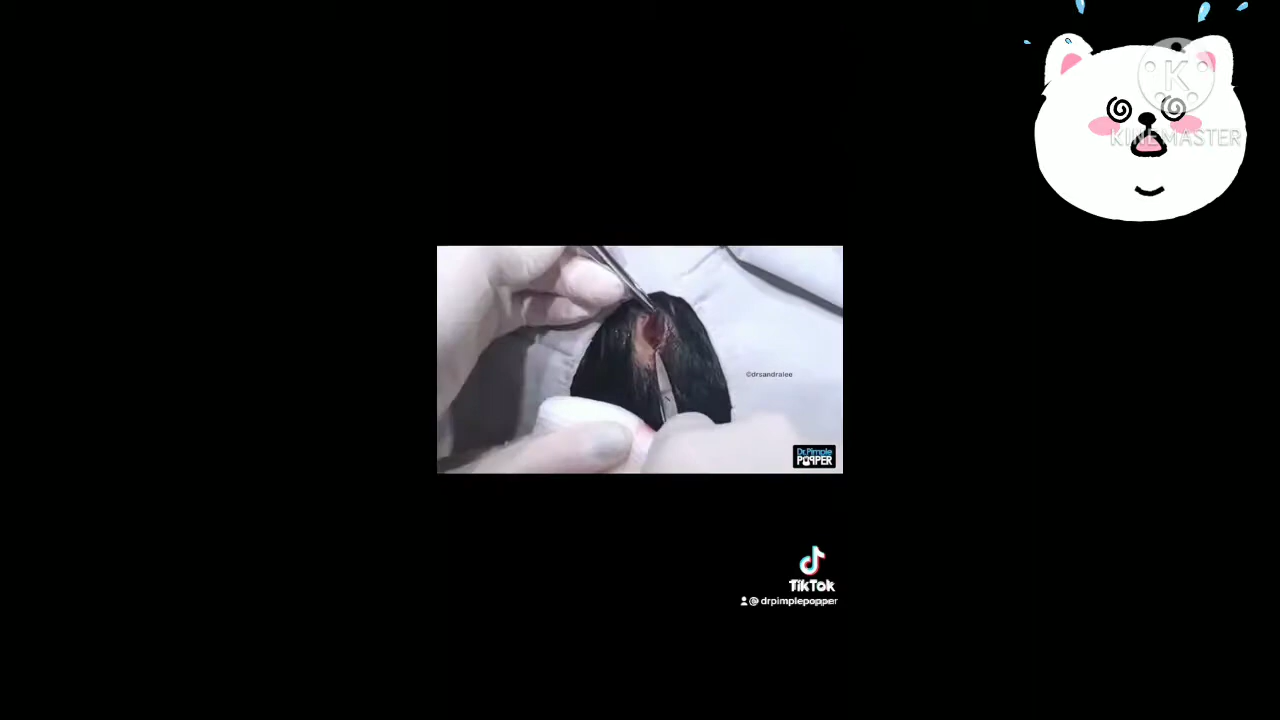 K
KINEMASTER
©drsandralee
Dr.Pimple
POPPER
TikTok
@ drpimplepopper